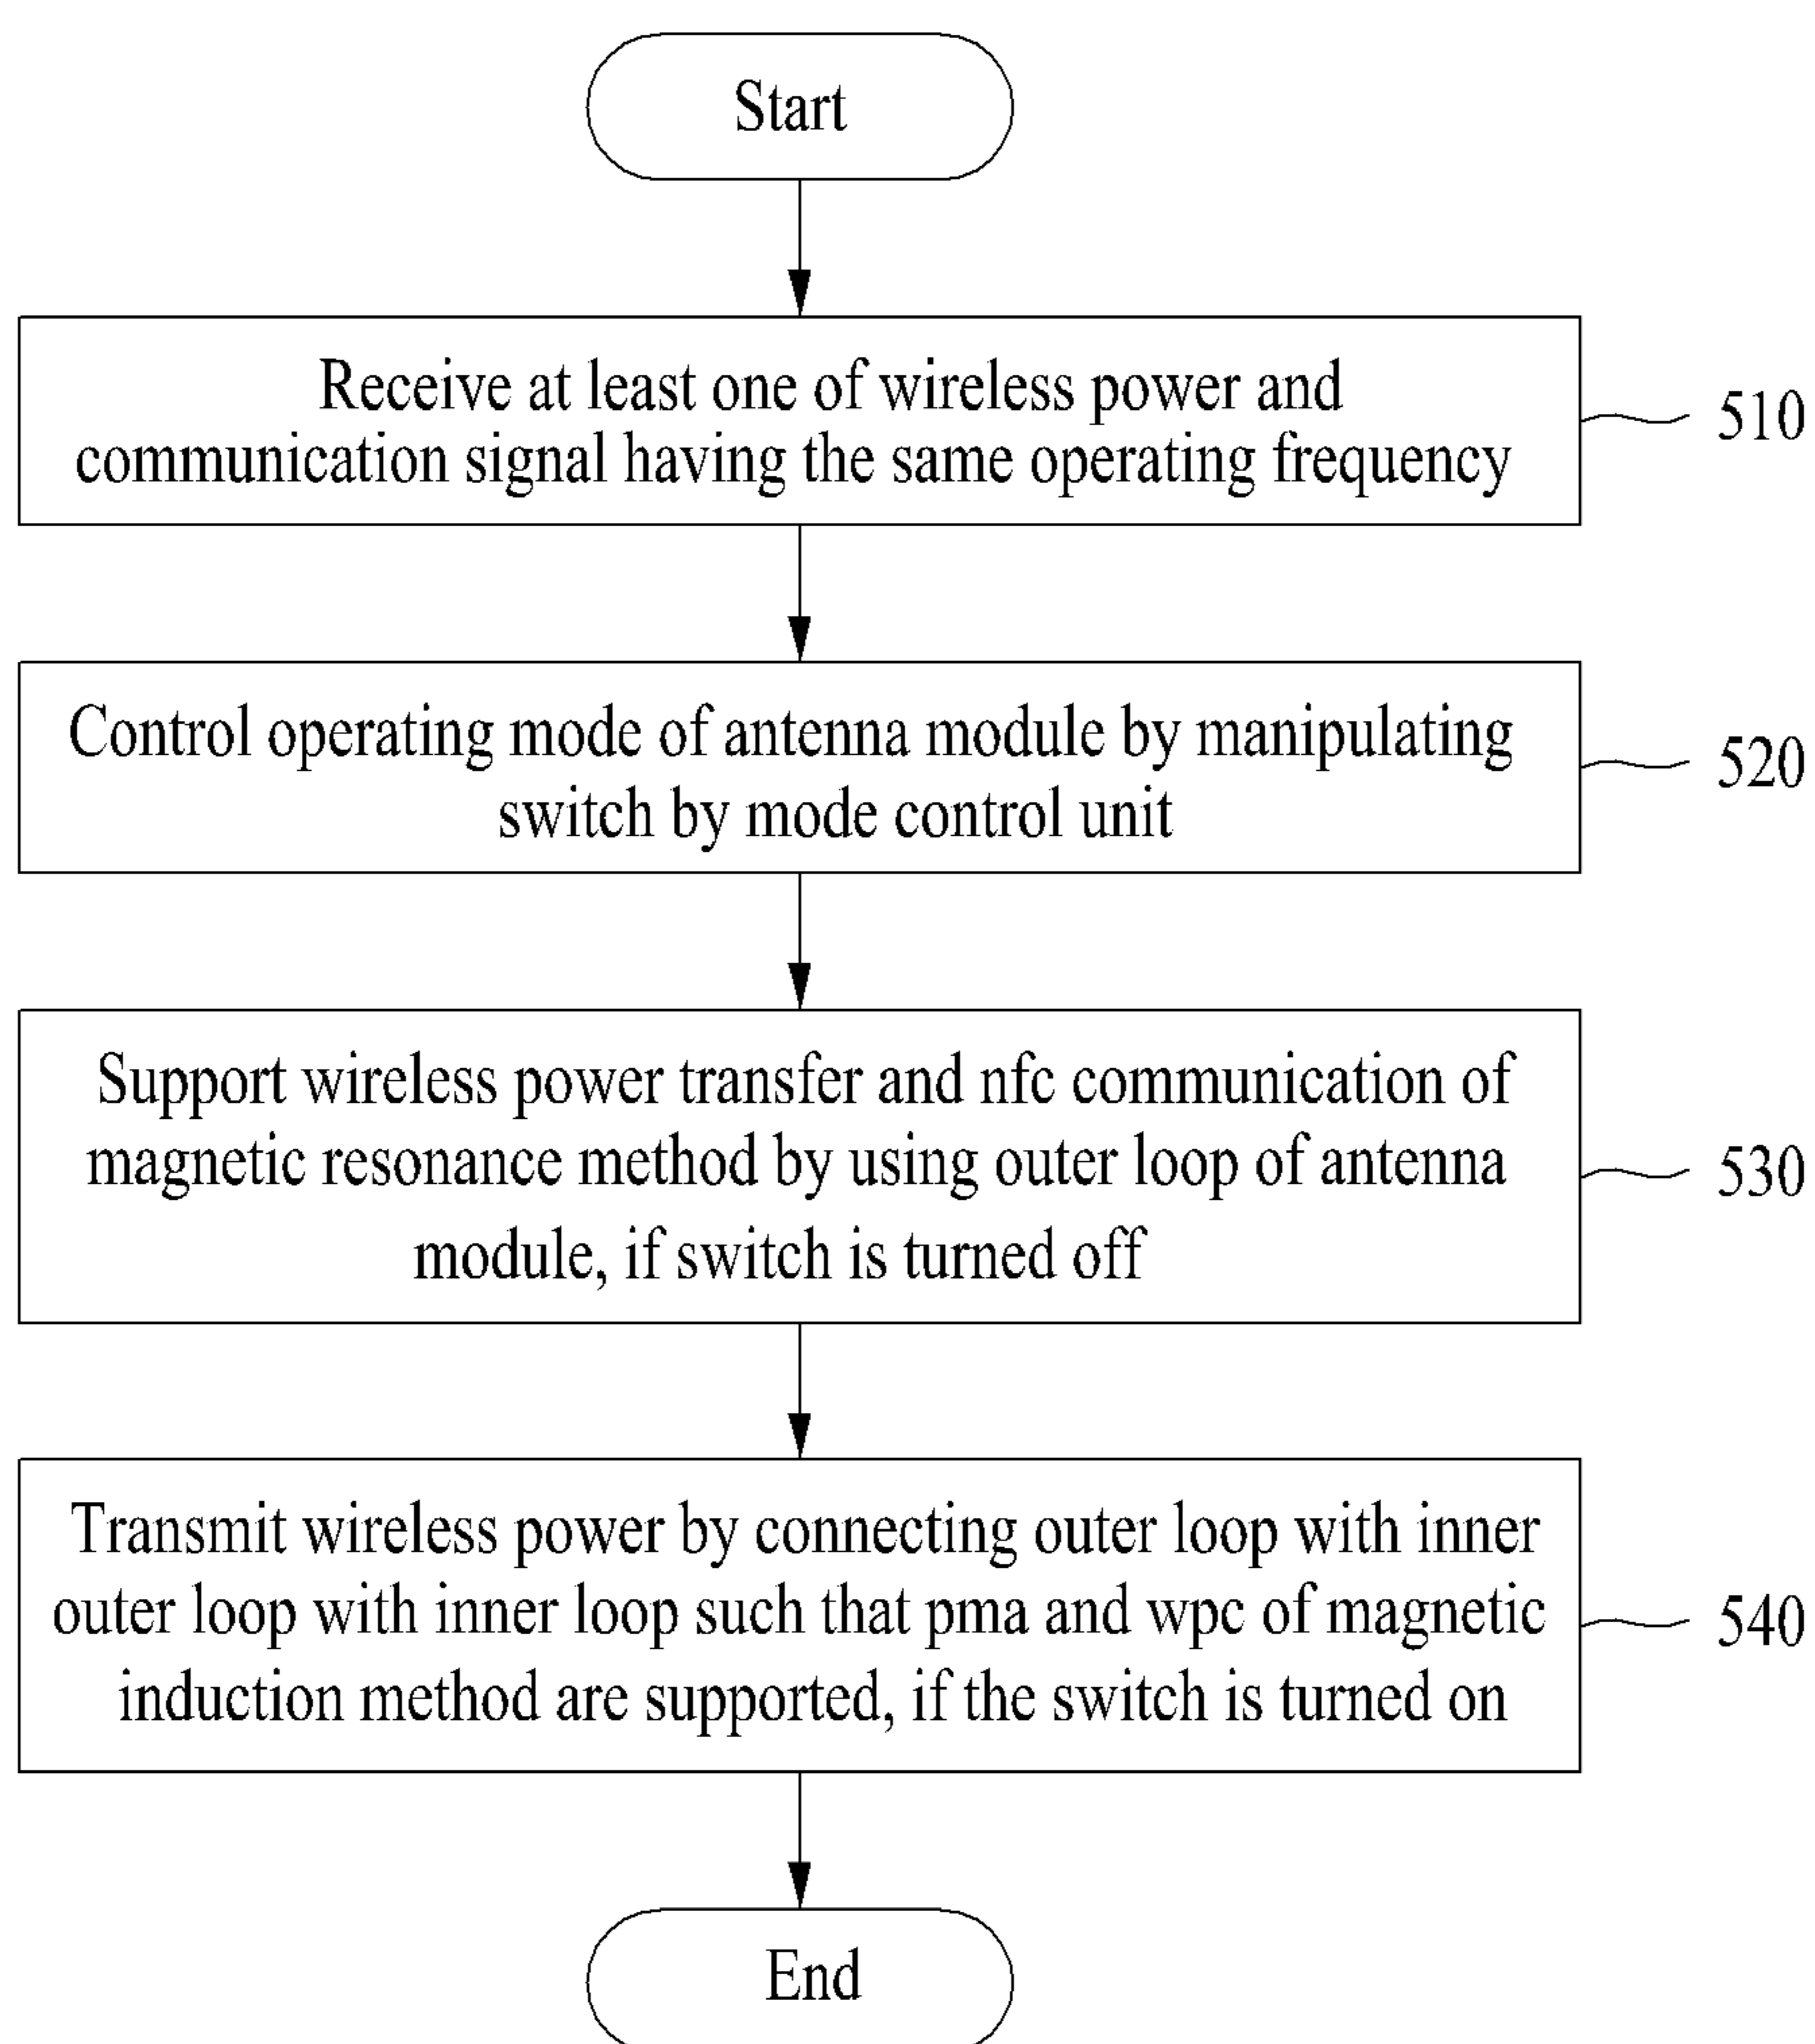 Start
Receive at least one of wireless power and
communication signal having the same operating frequency
510
Control operating mode of antenna module by manipulating
switch by mode control unit
520
Support wireless power transfer and nfc communication of
magnetic resonance method by using outer loop of antenna
module, if switch is turned off
530
Transmit wireless power by connecting outer loop with inner
outer loop with inner loop such that pma and wpc of magnetic
induction method are supported, if the switch is turned on
540
End